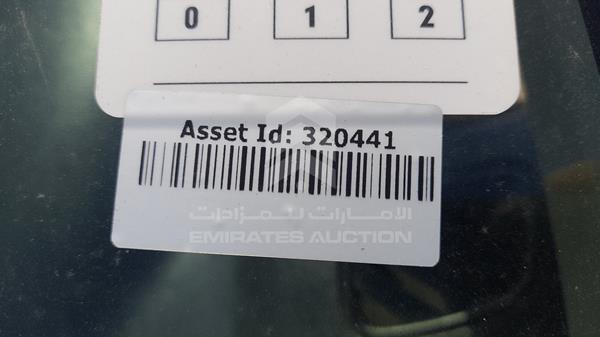 0 1 2
Asset Id: 320441
الامارات للمزادات
EMIRATES AUCTION